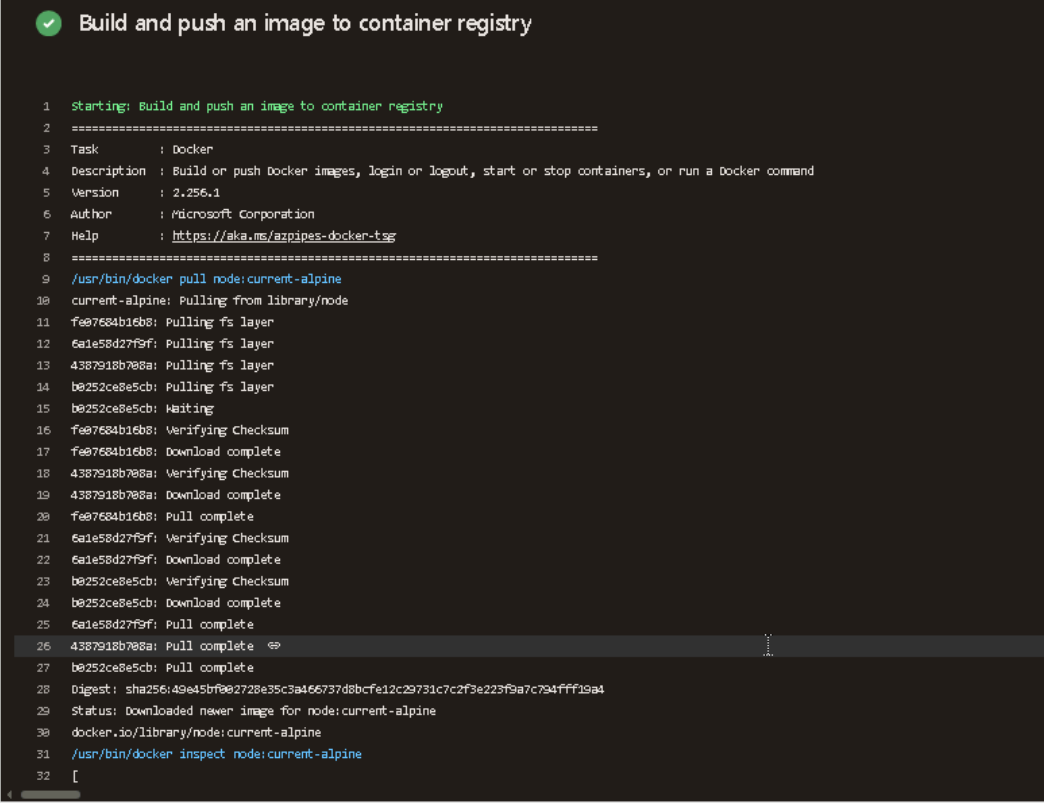 Build and push an image to container registry
1 Starting: Build and push an image to container registry
2 ==============================================================================
3 Task : Docker
4 Description : Build or push Docker images, login or logout, start or stop containers, or run a Docker command
5 Version : 2.256.1
6 Author : Microsoft Corporation
7 Help : https://aka.ms/azpipes-docker-tsg
8 ==============================================================================
9 /usr/bin/docker pull node:current-alpine
10 current-alpine: Pulling from library/node
11 fe07684b16b8: Pulling fs layer
12 6a1e58d27f9f: Pulling fs layer
13 4387918b708a: Pulling fs layer
14 b0252ce8e5cb: Pulling fs layer
15 b0252ce8e5cb: Waiting
16 fe07684b16b8: Verifying Checksum
17 fe07684b16b8: Download complete
18 4387918b708a: Verifying Checksum
19 4387918b708a: Download complete
20 fe07684b16b8: Pull complete
21 6a1e58d27f9f: Verifying Checksum
22 6a1e58d27f9f: Download complete
23 b0252ce8e5cb: Verifying Checksum
24 b0252ce8e5cb: Download complete
25 6a1e58d27f9f: Pull complete
26 4387918b708a: Pull complete
27 b0252ce8e5cb: Pull complete
28 Digest: sha256:49e45bf002728e35c3a466737d8bcfe12c29731c7c2f3e223f9a7c794fff19a4
29 Status: Downloaded newer image for node:current-alpine
30 docker.io/library/node:current-alpine
31 /usr/bin/docker inspect node:current-alpine
32 [